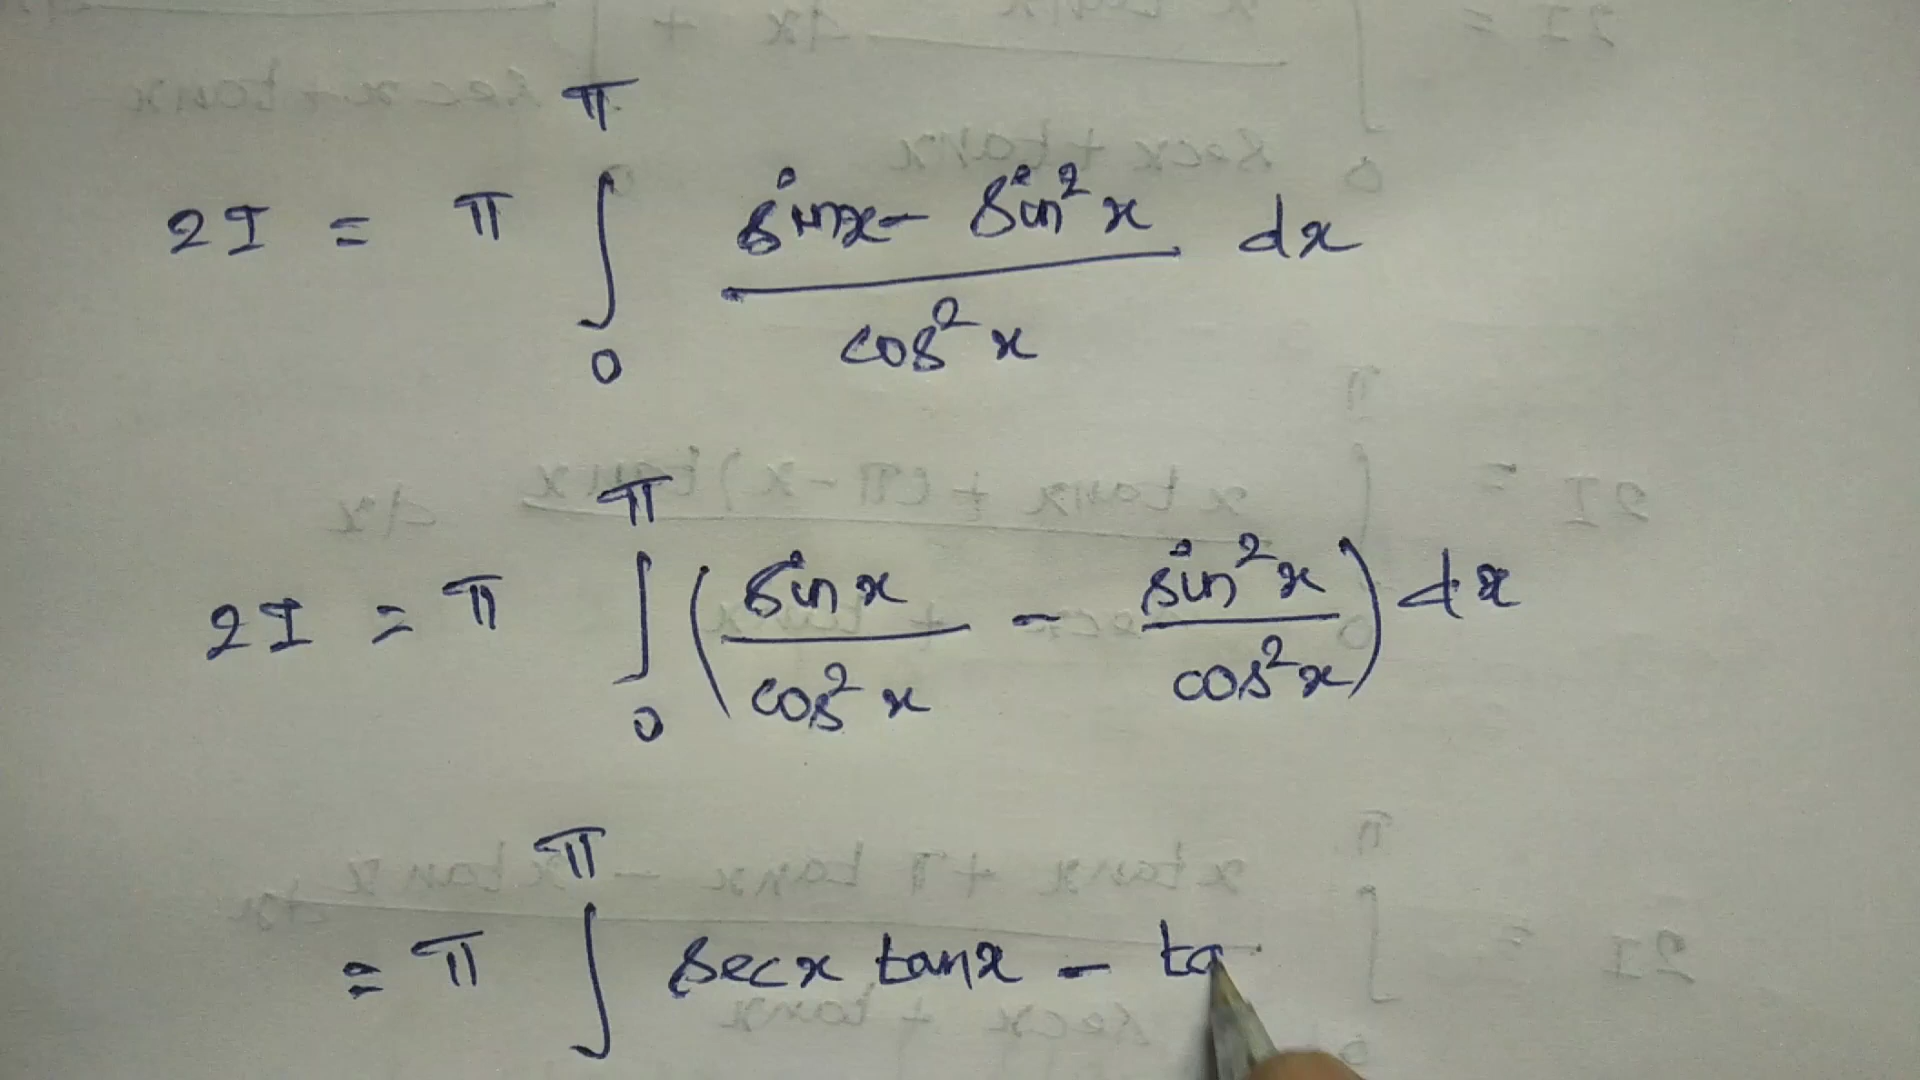 2I = π ∫₀^π (sinx - sin²x)/(cos²x) dx
2I = π ∫₀^π (sinx/cos²x - sin²x/cos²x) dx
= π ∫^π secx tanx - ta